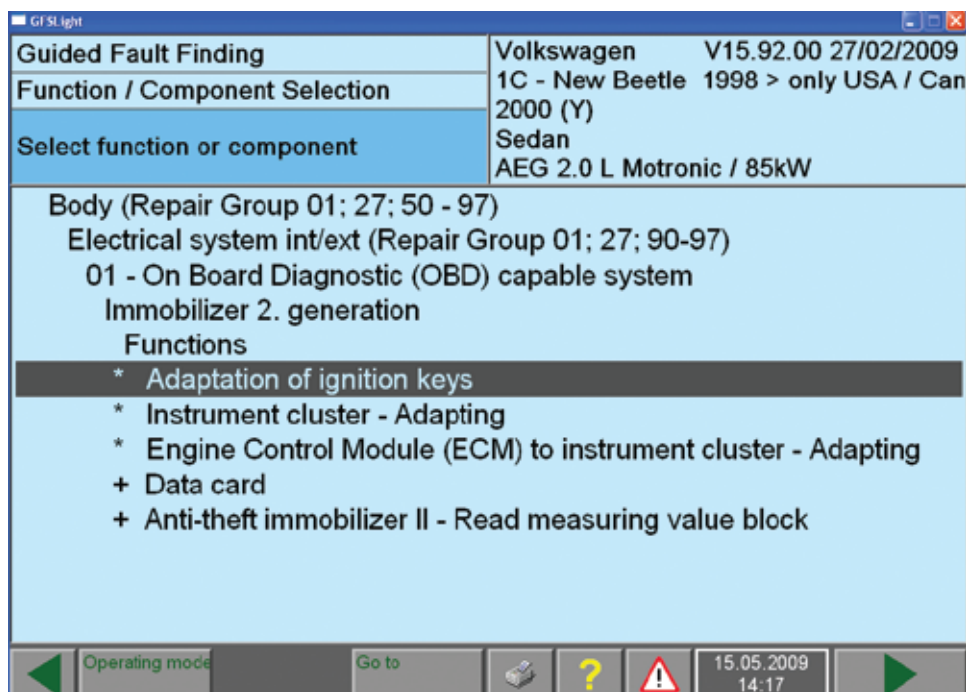 GFSLight
Guided Fault Finding
Function / Component Selection
Select function or component
Volkswagen V15.92.00 27/02/2009
1C - New Beetle 1998 > only USA / Can
2000 (Y)
Sedan
AEG 2.0 L Motronic / 85kW
Body (Repair Group 01; 27; 50 - 97)
Electrical system int/ext (Repair Group 01; 27; 90-97)
01 - On Board Diagnostic (OBD) capable system
Immobilizer 2. generation
Functions
* Adaptation of ignition keys
* Instrument cluster - Adapting
* Engine Control Module (ECM) to instrument cluster - Adapting
+ Data card
+ Anti-theft immobilizer II - Read measuring value block
Operating mode
Go to
?
!
15.05.2009
14:17